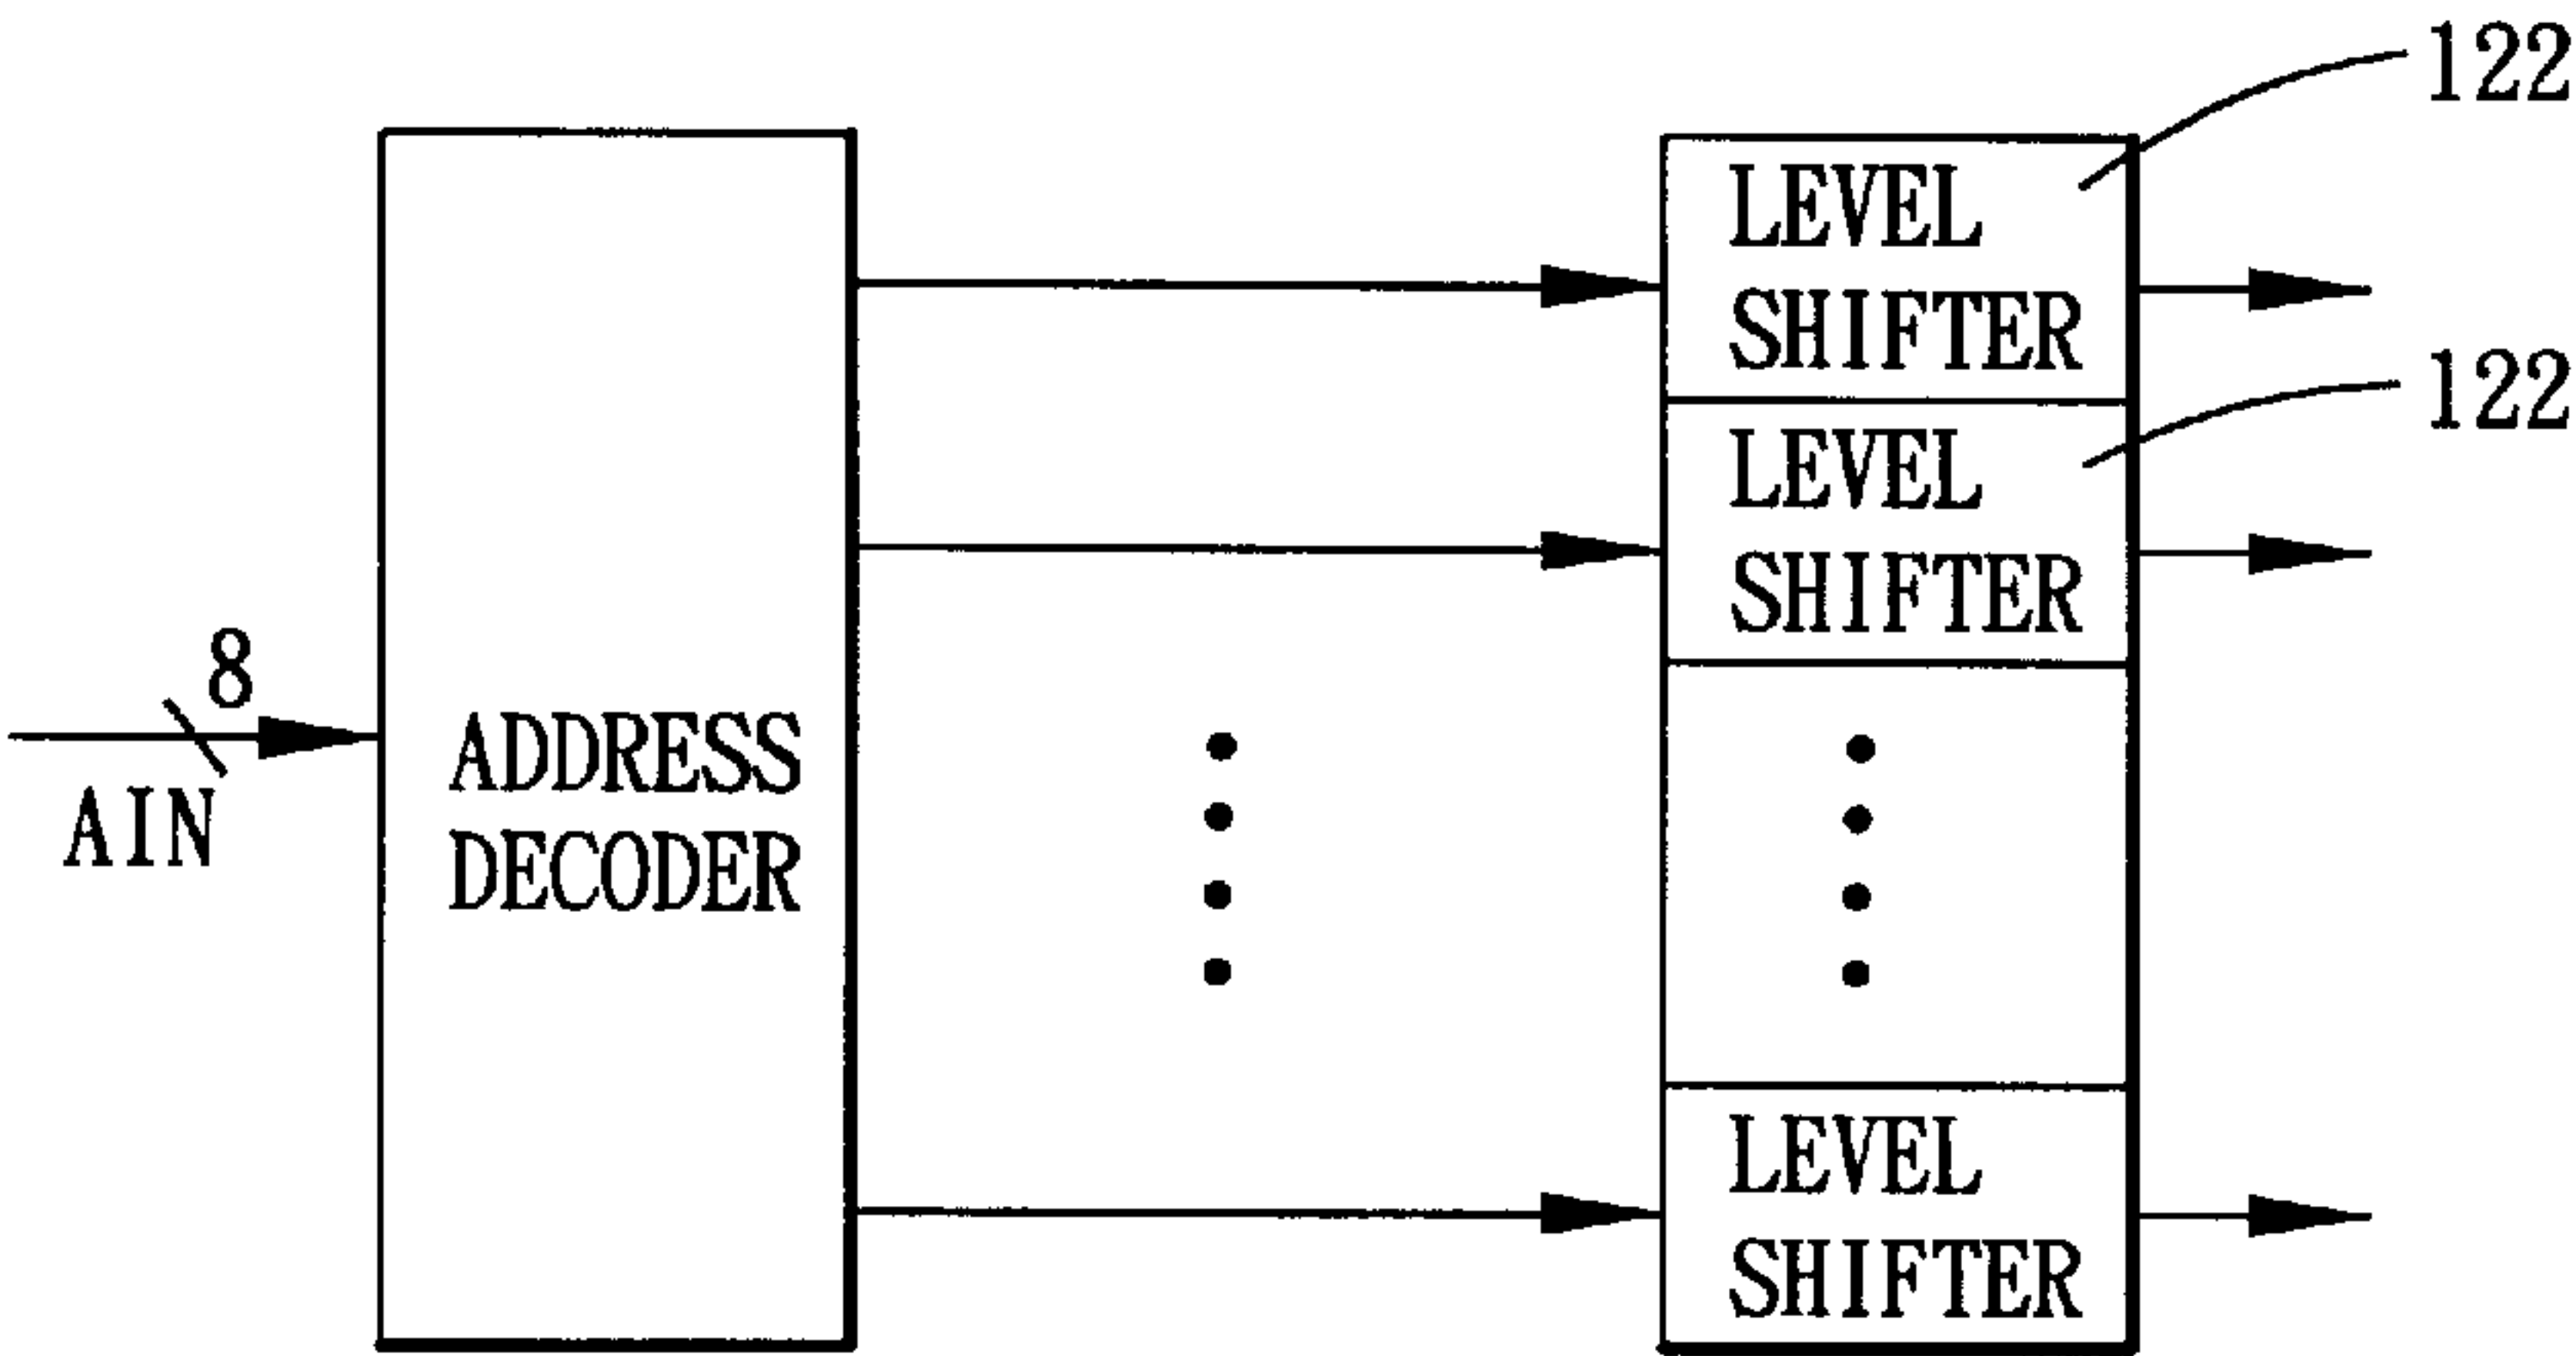 122
LEVEL
SHIFTER
122
LEVEL
SHIFTER
8
AIN
ADDRESS
DECODER
LEVEL
SHIFTER